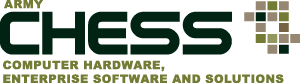 ARMY
CHESS
COMPUTER HARDWARE,
ENTERPRISE SOFTWARE AND SOLUTIONS